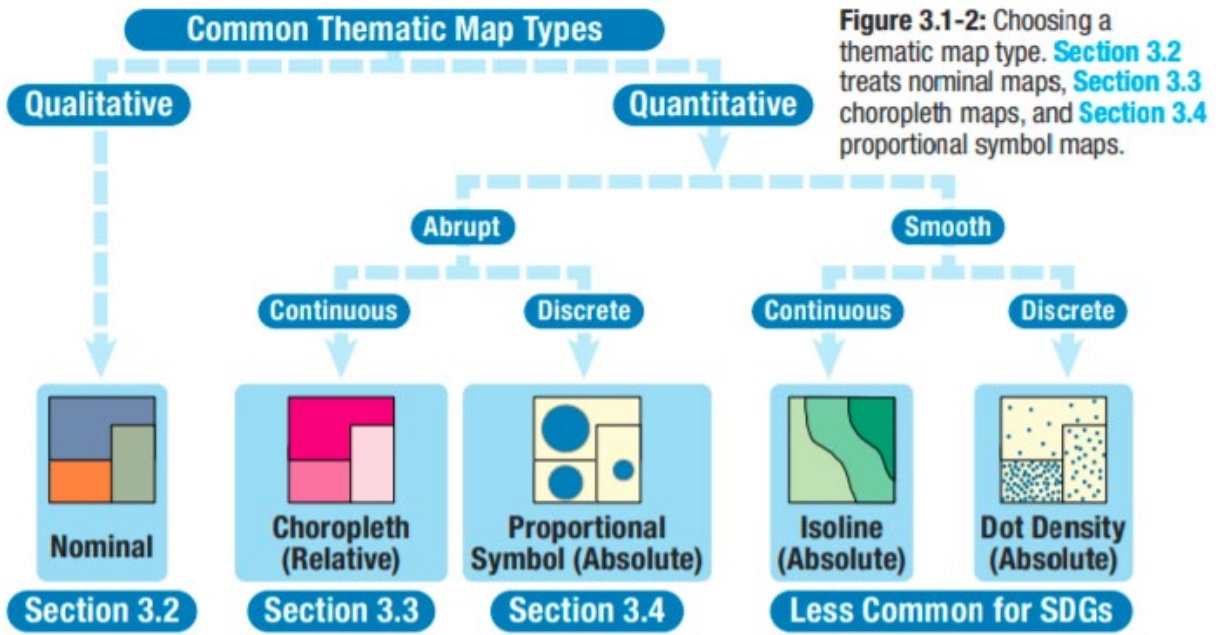 Common Thematic Map Types
Figure 3.1-2: Choosing a
thematic map type. Section 3.2
treats nominal maps, Section 3.3
choropleth maps, and Section 3.4
proportional symbol maps.
Qualitative
Quantitative
Abrupt
Smooth
Continuous
Discrete
Continuous
Discrete
Nominal
Choropleth
(Relative)
Proportional
Symbol (Absolute)
Isoline
(Absolute)
Dot Density
(Absolute)
Section 3.2
Section 3.3
Section 3.4
Less Common for SDGs